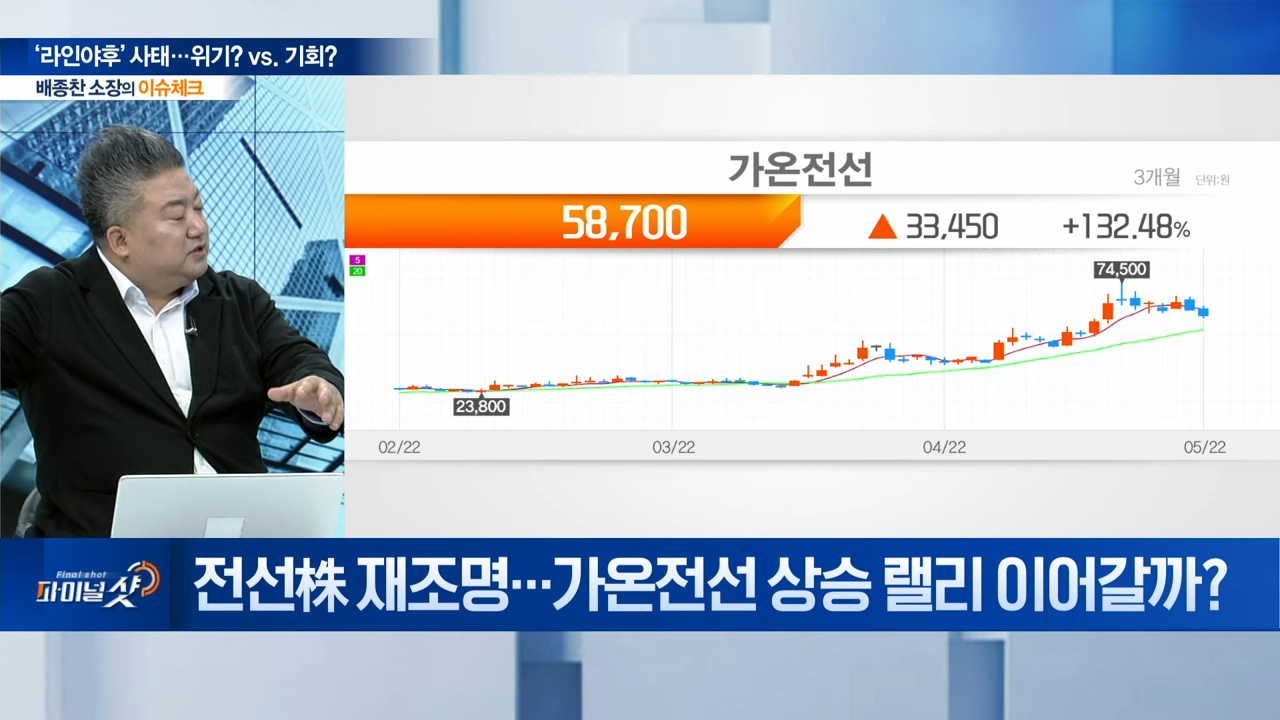 ‘라인야후’ 사태…위기? vs. 기회?
배종찬 소장의 이슈체크
가온전선
3개월 단위:원
58,700 ▲ 33,450 +132.48%
5
20
74,500
23,800
02/22 03/22 04/22 05/22
Final shot
파이널 샷
전선株 재조명…가온전선 상승 랠리 이어갈까?